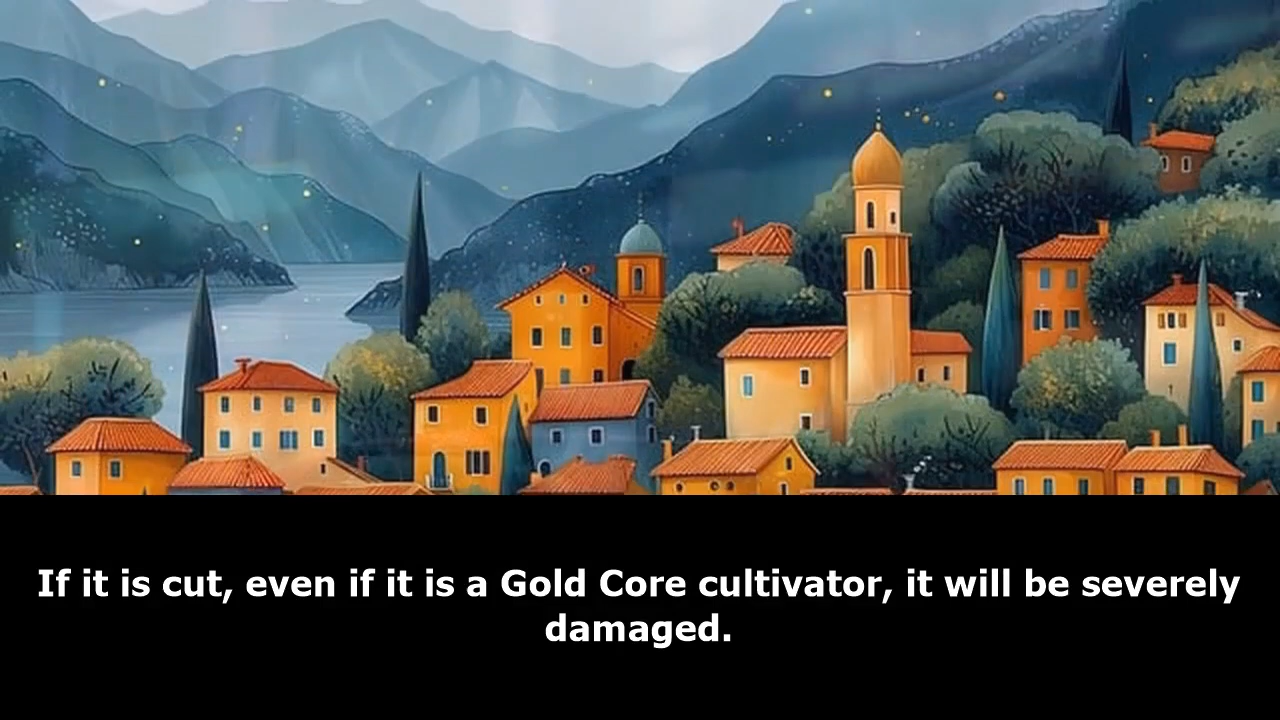 If it is cut, even if it is a Gold Core cultivator, it will be severely
damaged.